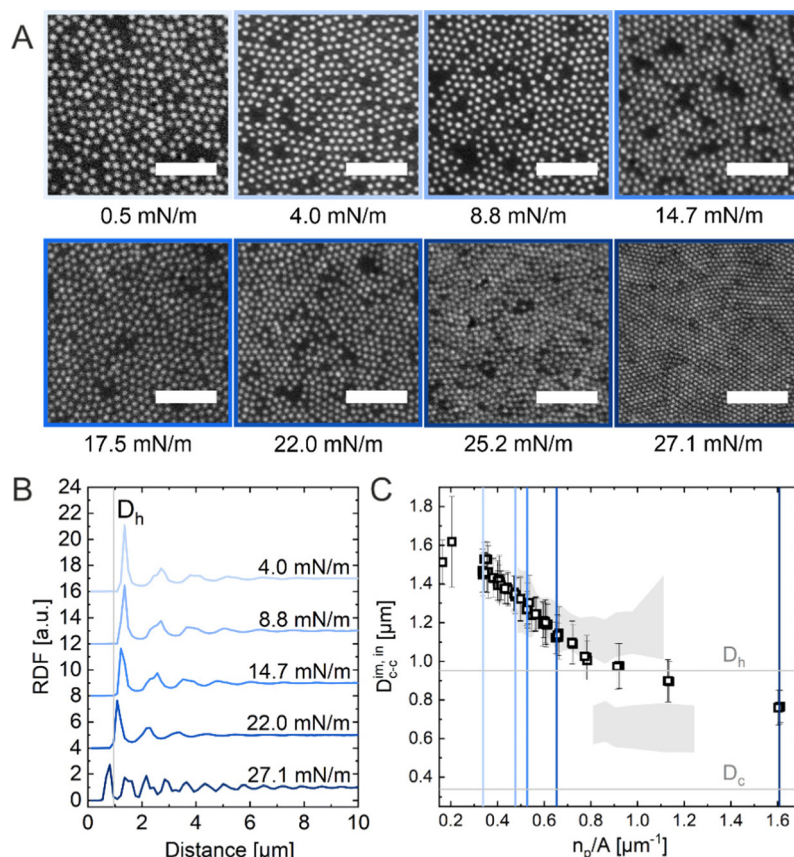 A
0.5 mN/m 4.0 mN/m 8.8 mN/m 14.7 mN/m
17.5 mN/m 22.0 mN/m 25.2 mN/m 27.1 mN/m
B
24
22
20
18
16
14
12
10
8
6
4
2
0
RDF [a.u.]
Dh
4.0 mN/m
8.8 mN/m
14.7 mN/m
22.0 mN/m
27.1 mN/m
0 2 4 6 8 10
Distance [µm]
C
1.8
1.6
1.4
1.2
1.0
0.8
0.6
0.4
D im, in c-c [µm]
Dh
Dc
0.2 0.4 0.6 0.8 1.0 1.2 1.4 1.6
np/A [µm-1]